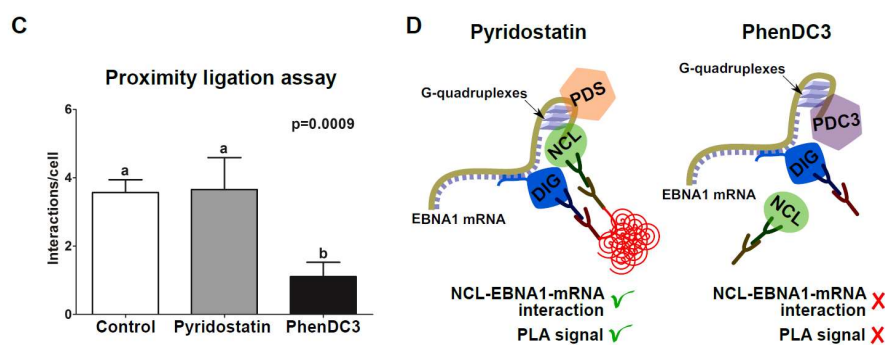 C
Proximity ligation assay
Interactions/cell
6
4
2
0
p=0.0009
a
a
b
Control
Pyridostatin
PhenDC3
D
Pyridostatin
G-quadruplexes
PDS
NCL
DIG
EBNA1 mRNA
NCL-EBNA1-mRNA
interaction
PLA signal
PhenDC3
G-quadruplexes
PDC3
DIG
EBNA1 mRNA
NCL
NCL-EBNA1-mRNA
interaction
PLA signal